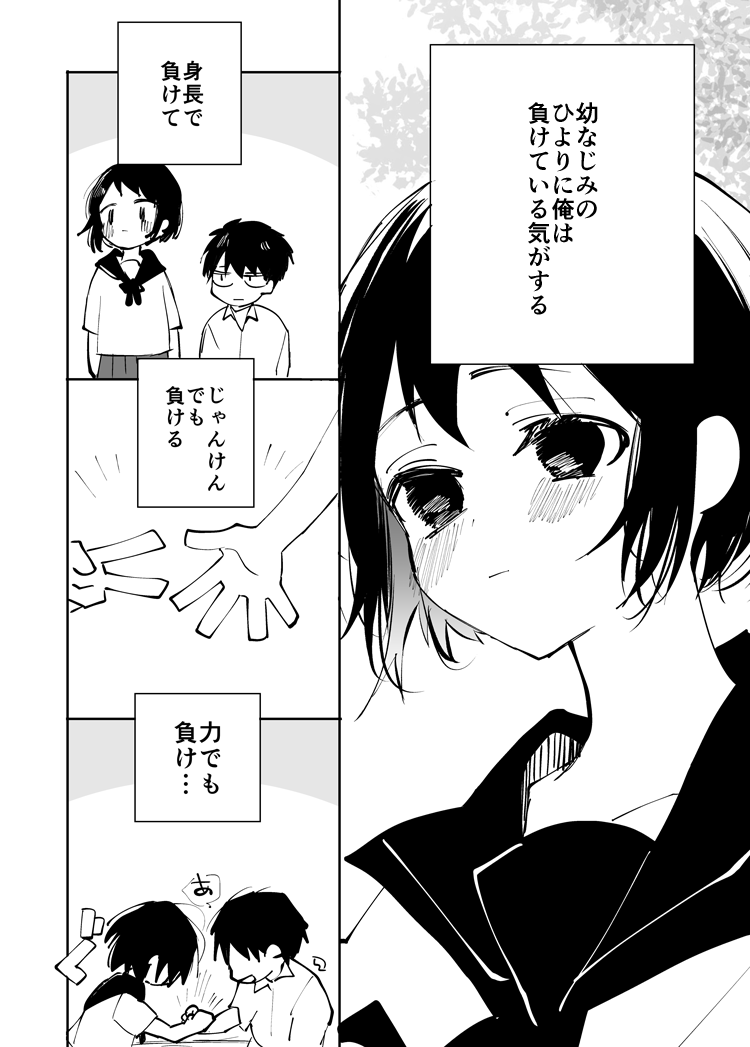 幼なじみの
ひよりに俺は
負けている気がする
身長で
負けて
じゃんけん
でも
負ける
力でも
負け…
あ